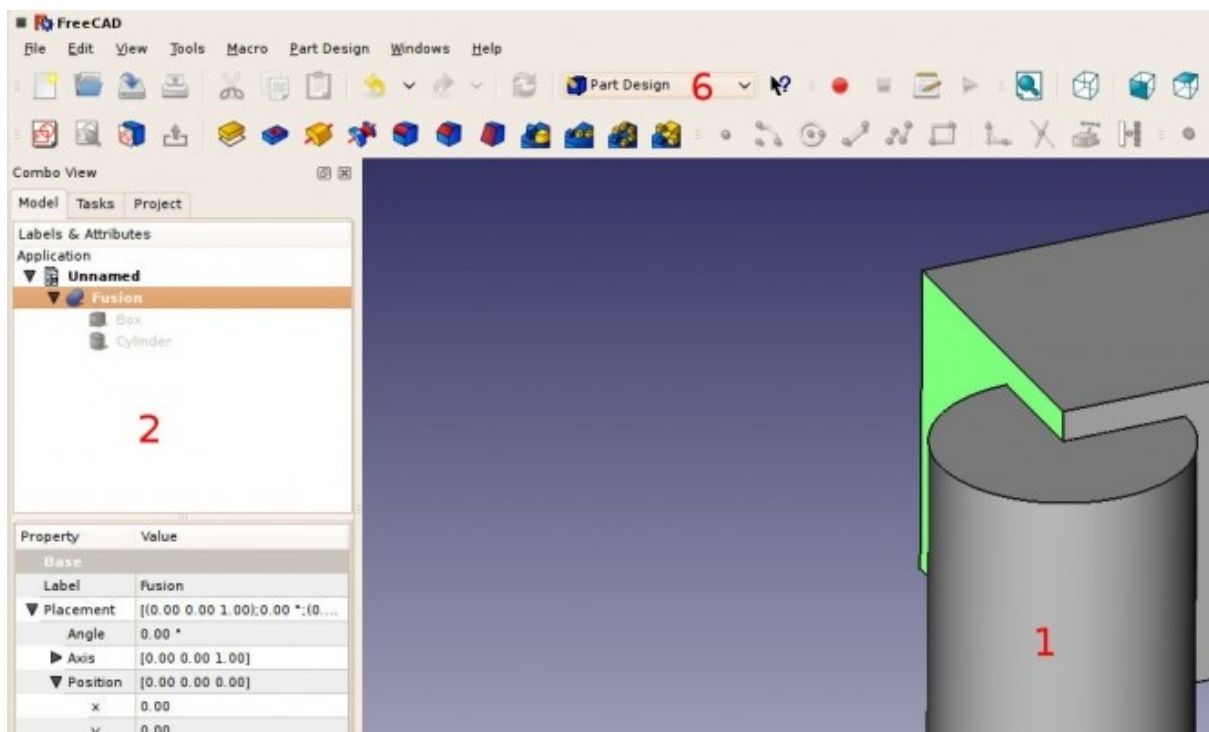 FreeCAD
File Edit View Tools Macro Part Design Windows Help
Part Design 6
Combo View
Model Tasks Project
Labels & Attributes
Application
Unnamed
Fusion
Box
Cylinder
2
1
Property Value
Base
Label Fusion
Placement [(0.00 0.00 1.00);0.00 °;(0....
Angle 0.00 °
Axis [0.00 0.00 1.00]
Position [0.00 0.00 0.00]
x 0.00
y 0.00